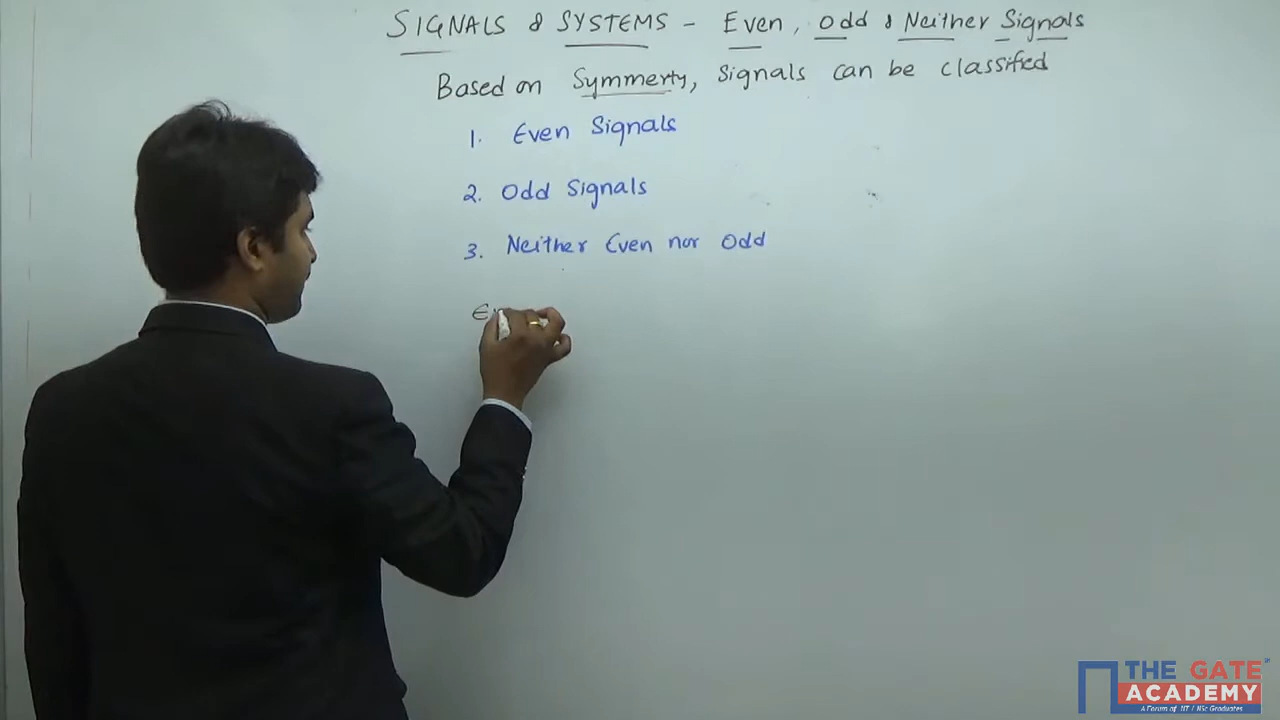 SIGNALS & SYSTEMS - Even, Odd & Neither Signals
Based on Symmerty, Signals can be classified
1. Even Signals
2. Odd Signals
3. Neither Even nor Odd
THE GATE
ACADEMY
A Forum of IIT / IISc Graduates